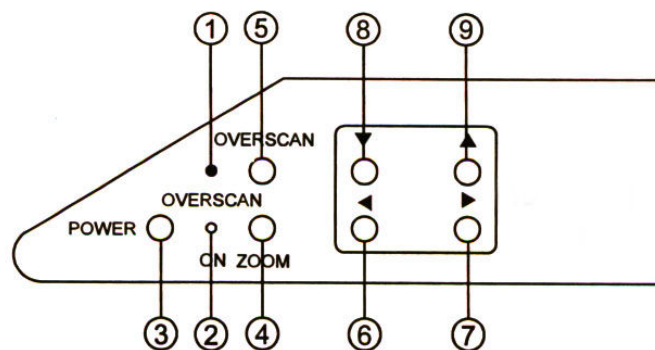 ① ⑤ ⑧ ⑨
OVERSCAN
▼ ▲
OVERSCAN
◀ ▶
POWER
ON ZOOM
③ ② ④ ⑥ ⑦